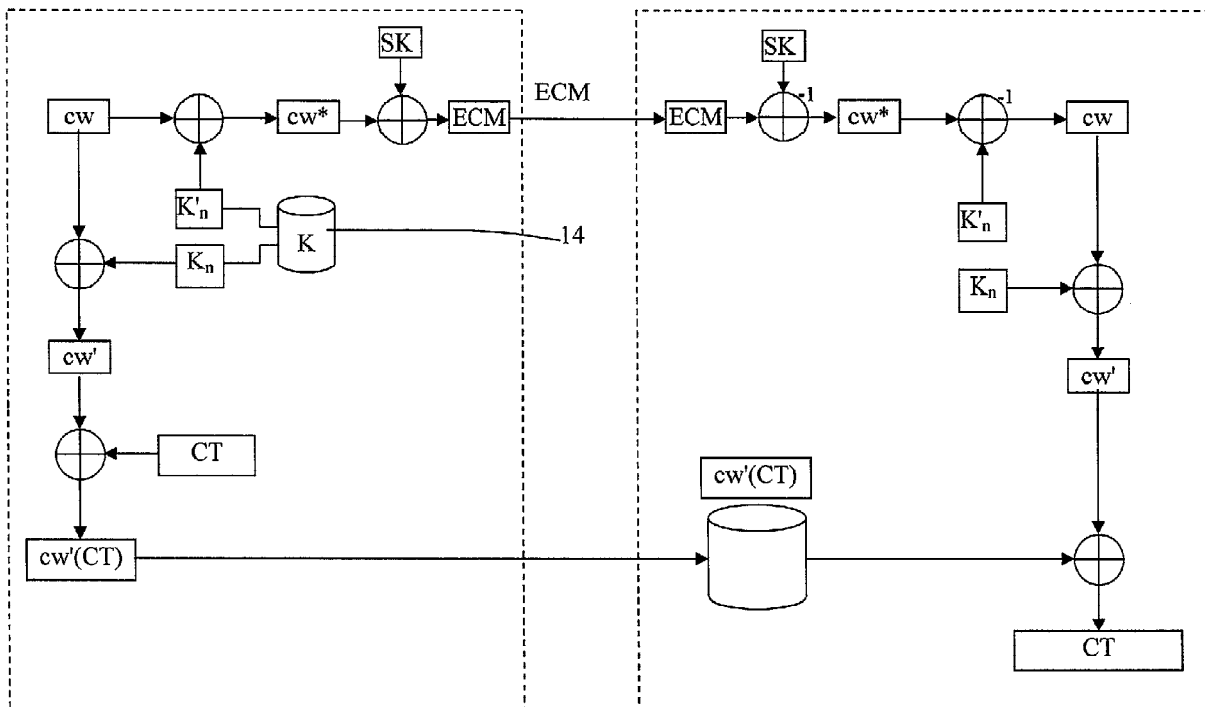 SK
cw
cw*
ECM
ECM
K'n
K
14
Kn
cw'
CT
cw'(CT)
SK
ECM
-1
cw*
-1
cw
K'n
Kn
cw'
cw'(CT)
CT